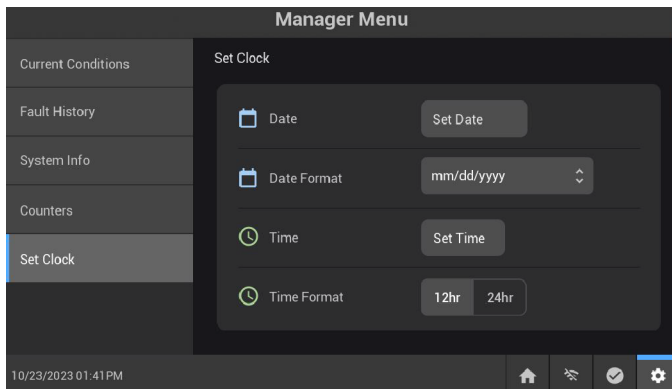 Manager Menu
Current Conditions
Fault History
System Info
Counters
Set Clock
Set Clock
Date
Set Date
Date Format
mm/dd/yyyy
Time
Set Time
Time Format
12hr 24hr
10/23/2023 01:41PM